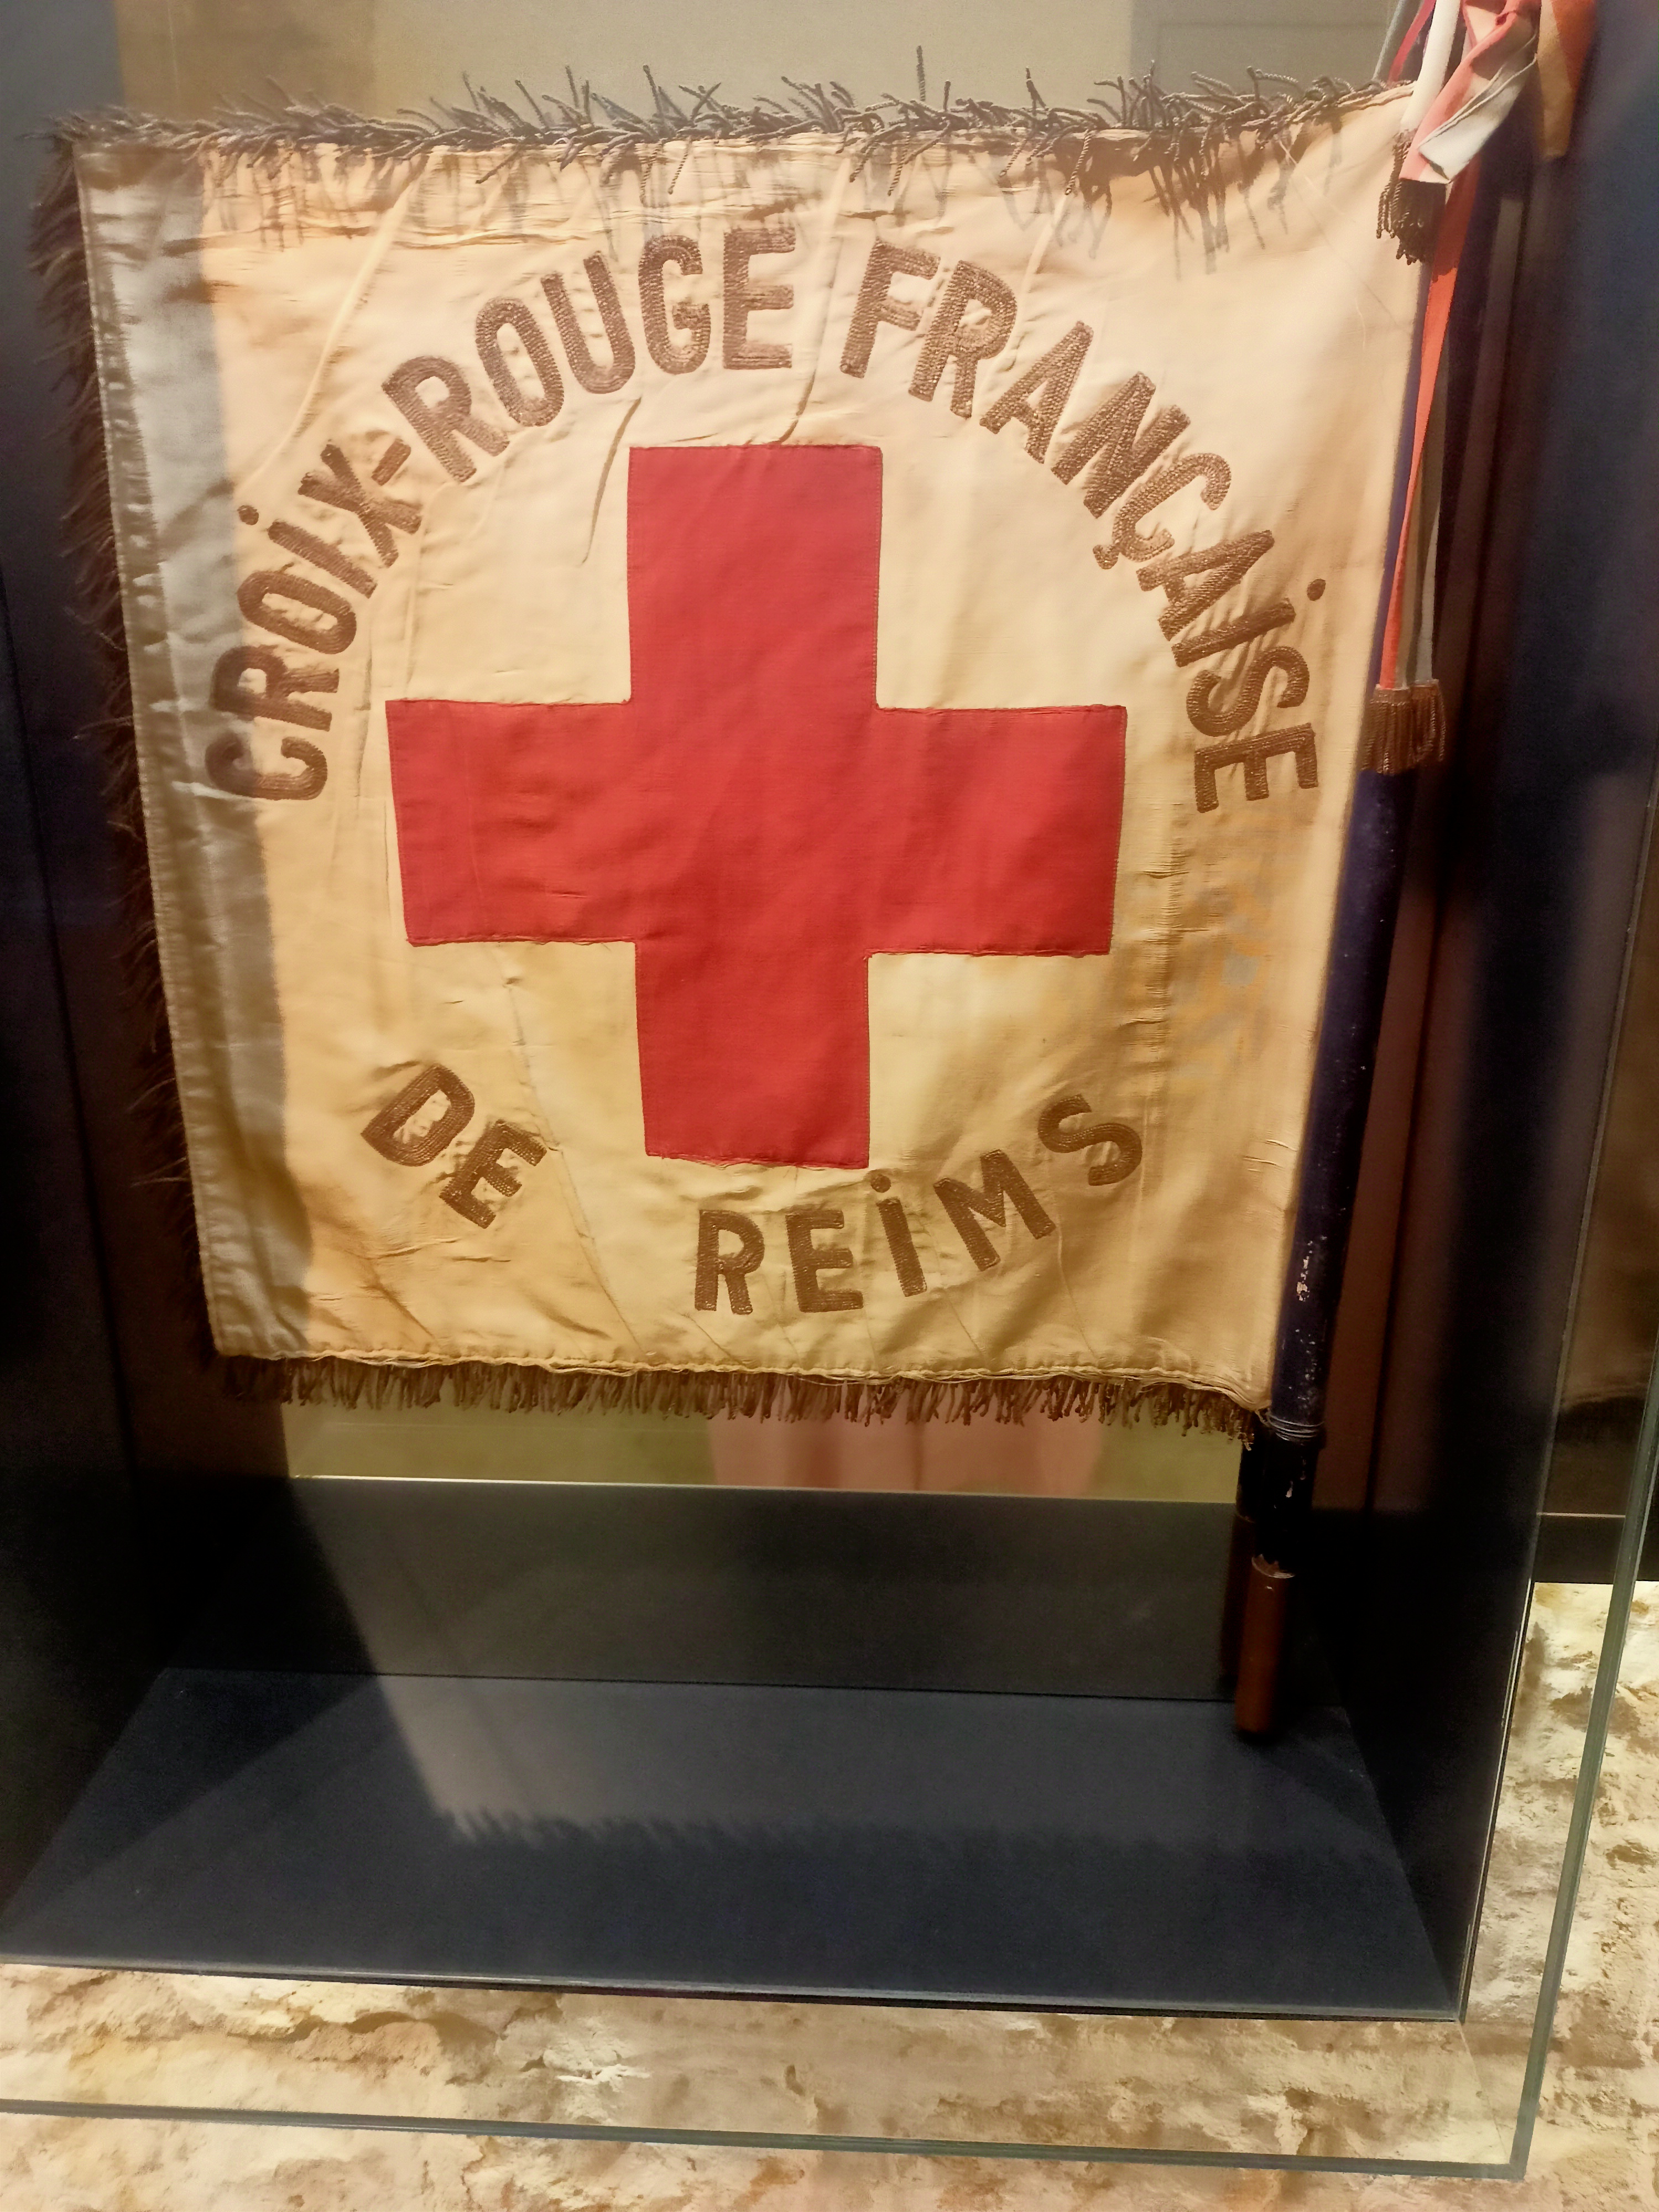 CROIX-ROUGE FRANÇAISE
DE REIMS